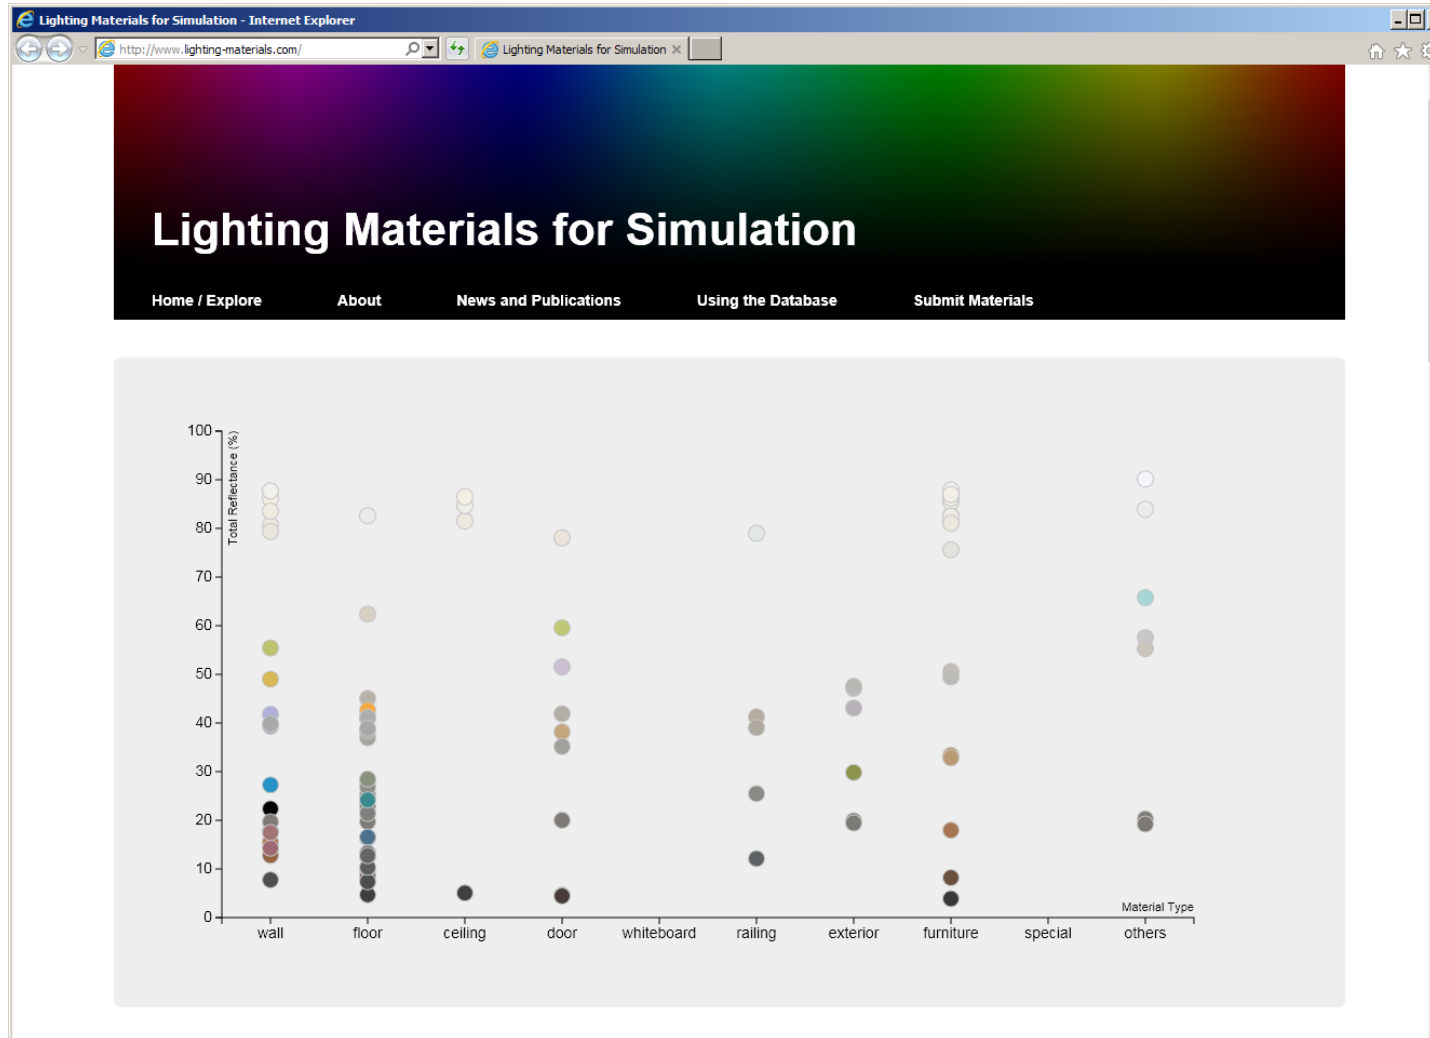 Lighting Materials for Simulation - Internet Explorer
http://www.lighting-materials.com/
Lighting Materials for Simulation
Lighting Materials for Simulation
Home / Explore About News and Publications Using the Database Submit Materials
100
90
80
70
60
50
40
30
20
10
0
Total Reflectance (%)
Material Type
wall floor ceiling door whiteboard railing exterior furniture special others